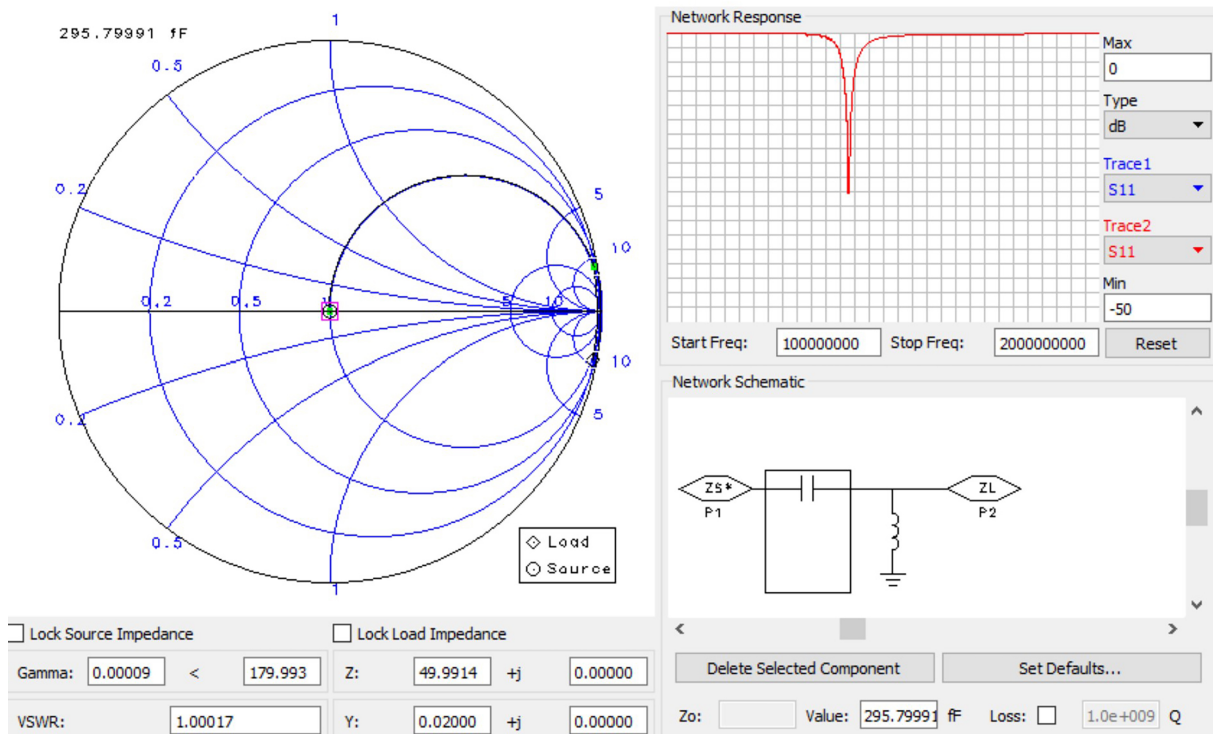 295.79991 fF
1
0.5
0.2
5
10
0.2
0.5
1
5
10
10
0.2
5
0.5
1
Load
Source
Lock Source Impedance
Lock Load Impedance
Gamma: 0.00009 < 179.993
Z: 49.9914 +j 0.00000
VSWR: 1.00017
Y: 0.02000 +j 0.00000
Network Response
Max
0
Type
dB
Trace1
S11
Trace2
S11
Min
-50
Start Freq: 100000000 Stop Freq: 2000000000 Reset
Network Schematic
ZS*
P1
ZL
P2
Delete Selected Component
Set Defaults...
Zo: Value: 295.79991 fF Loss: 1.0e+009 Q